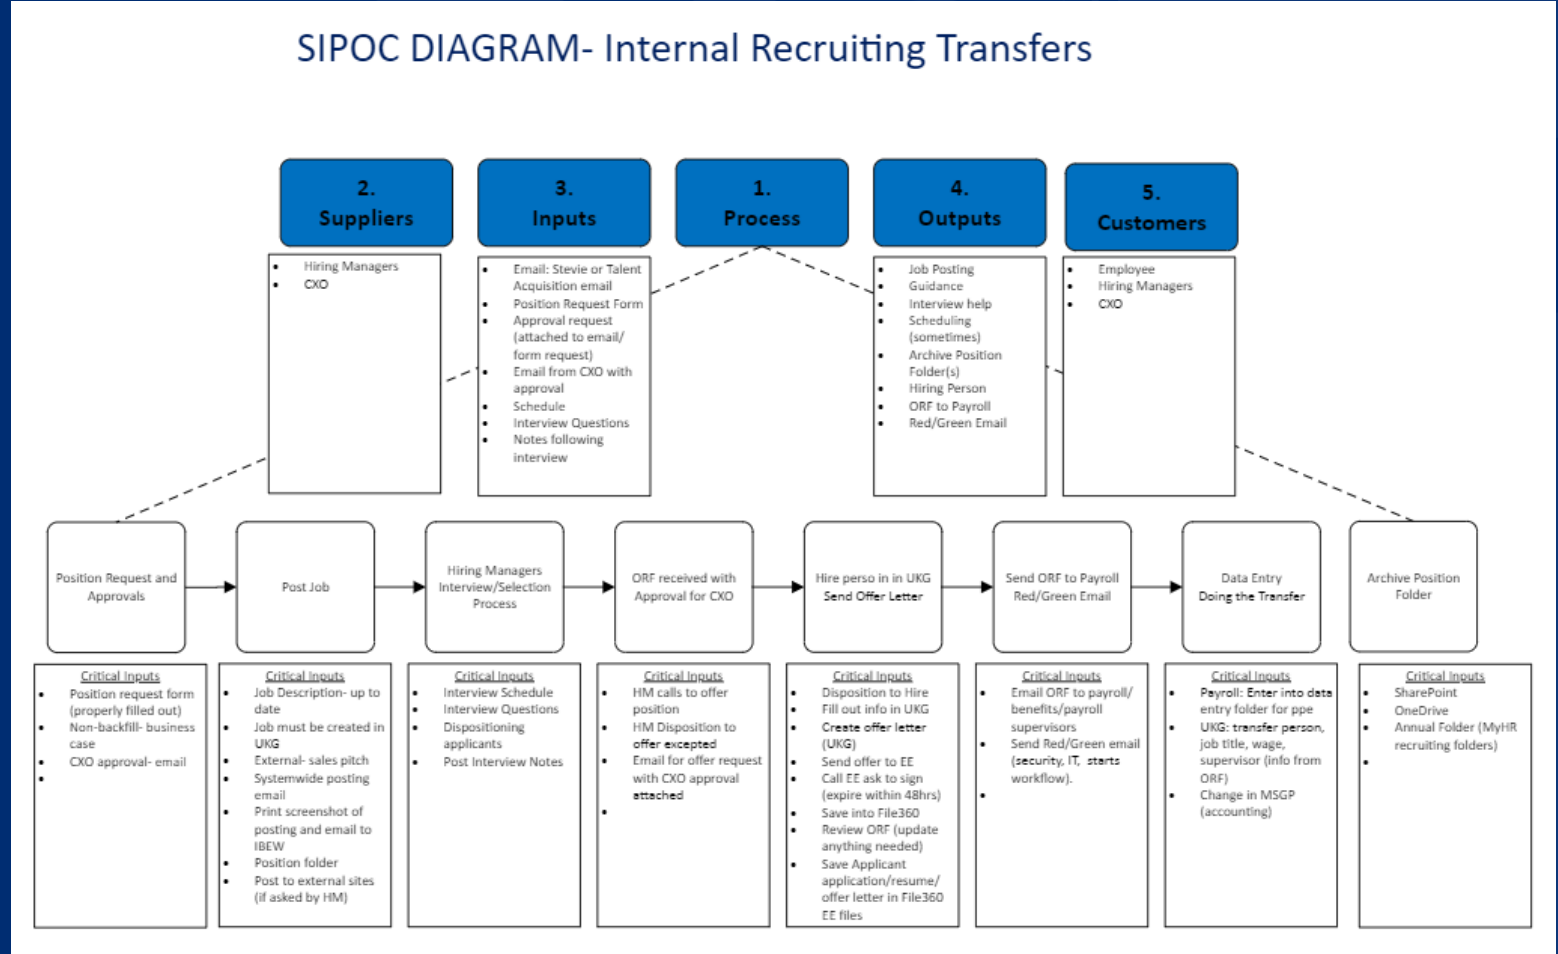 SIPOC DIAGRAM- Internal Recruiting Transfers
2.
Suppliers
3.
Inputs
1.
Process
4.
Outputs
5.
Customers
Hiring Managers
CXO
Email: Stevie or Talent
Acquisition email
Position Request Form
Approval request
(attached to email/
form request)
Email from CXO with
approval
Schedule
Interview Questions
Notes following
interview
Job Posting
Guidance
Interview help
Scheduling
(sometimes)
Archive Position
Folder(s)
Hiring Person
ORF to Payroll
Red/Green Email
Employee
Hiring Managers
CXO
Position Request and
Approvals
Post Job
Hiring Managers
Interview/Selection
Process
ORF received with
Approval for CXO
Hire perso in in UKG
Send Offer Letter
Send ORF to Payroll
Red/Green Email
Data Entry
Doing the Transfer
Archive Position
Folder
Critical Inputs
Position request form
(properly filled out)
Non-backfill- business
case
CXO approval- email
Critical Inputs
Job Description- up to
date
Job must be created in
UKG
External- sales pitch
Systemwide posting
email
Print screenshot of
posting and email to
IBEW
Position folder
Post to external sites
(if asked by HM)
Critical Inputs
Interview Schedule
Interview Questions
Dispositioning
applicants
Post Interview Notes
Critical Inputs
HM calls to offer
position
HM Disposition to
offer excepted
Email for offer request
with CXO approval
attached
Critical Inputs
Disposition to Hire
Fill out info in UKG
Create offer letter
(UKG)
Send offer to EE
Call EE ask to sign
(expire within 48hrs)
Save into File360
Review ORF (update
anything needed)
Save Applicant
application/resume/
offer letter in File360
EE files
Critical Inputs
Email ORF to payroll/
benefits/payroll
supervisors
Send Red/Green email
(security, IT, starts
workflow).
Critical Inputs
Payroll: Enter into data
entry folder for ppe
UKG: transfer person,
job title, wage,
supervisor (info from
ORF)
Change in MSGP
(accounting)
Critical Inputs
SharePoint
OneDrive
Annual Folder (MyHR
recruiting folders)